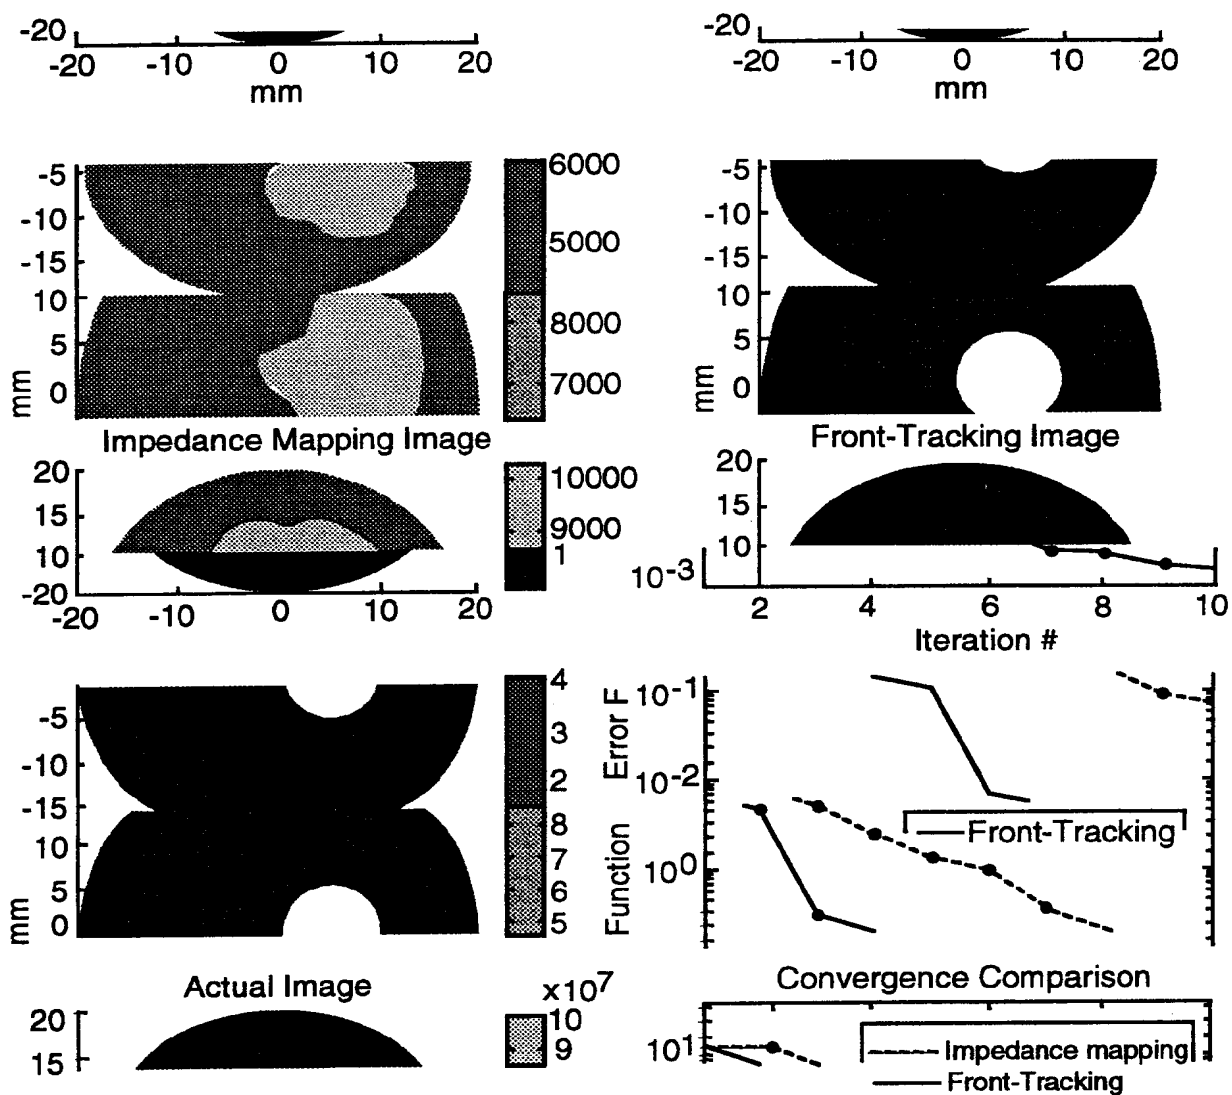 -20 -20
-20 -10 0 10 20 -20 -10 0 10 20
mm mm
-5 6000 -5
-10 5000 -10
-15 -15
10 8000 10
5 7000 5
0 0
mm mm
Impedance Mapping Image Front-Tracking Image
20 10000 20
15 9000 15
10 1 10
-20 10-3
-20 -10 0 10 20 2 4 6 8 10
Iteration #
4 10-1
-5 3 Error F
-10 2 10-2
-15 8 Front-Tracking
10 7 100
5 6 Function
0 5
mm
Actual Image Convergence Comparison
x107
20 10 101 Impedance mapping
15 9 Front-Tracking